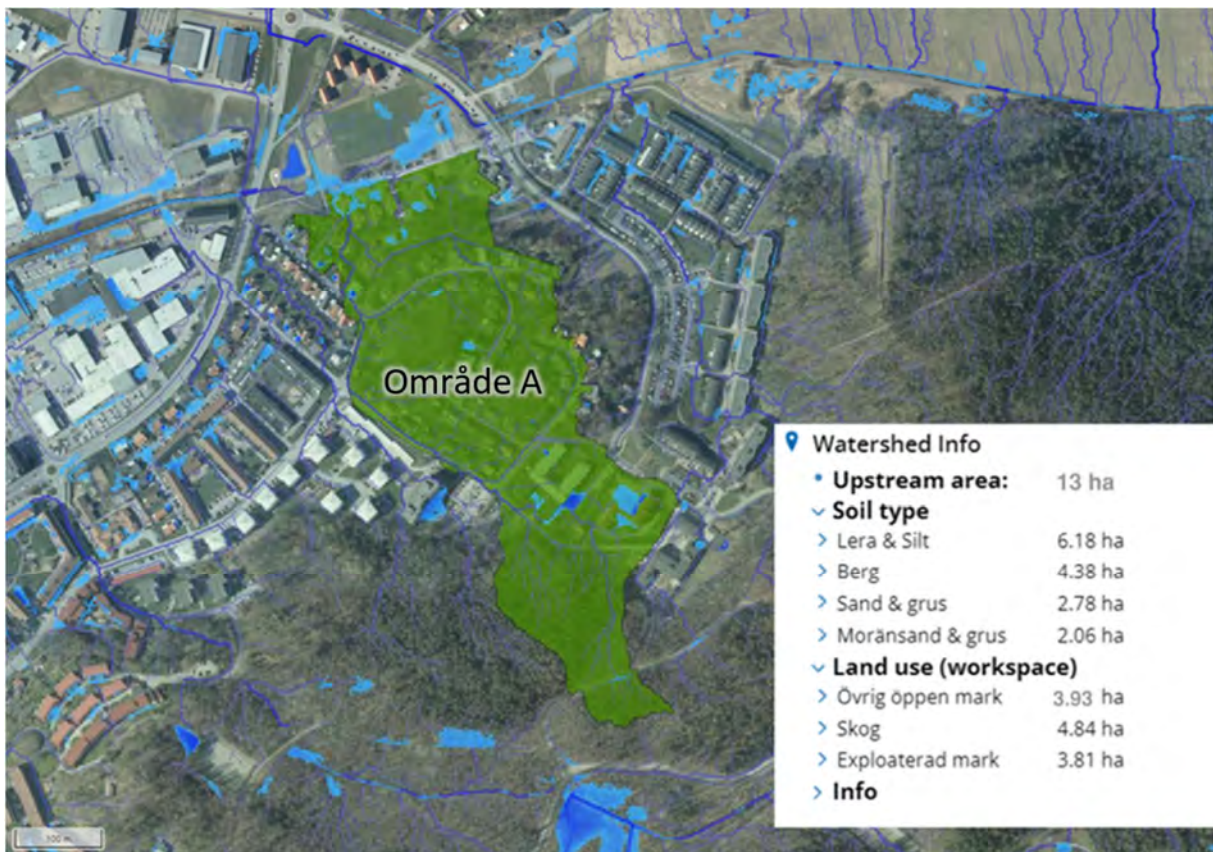 Område A
Watershed Info
Upstream area: 13 ha
Soil type
Lera & Silt 6.18 ha
Berg 4.38 ha
Sand & grus 2.78 ha
Moränsand & grus 2.06 ha
Land use (workspace)
Övrig öppen mark 3.93 ha
Skog 4.84 ha
Exploaterad mark 3.81 ha
Info
100 m